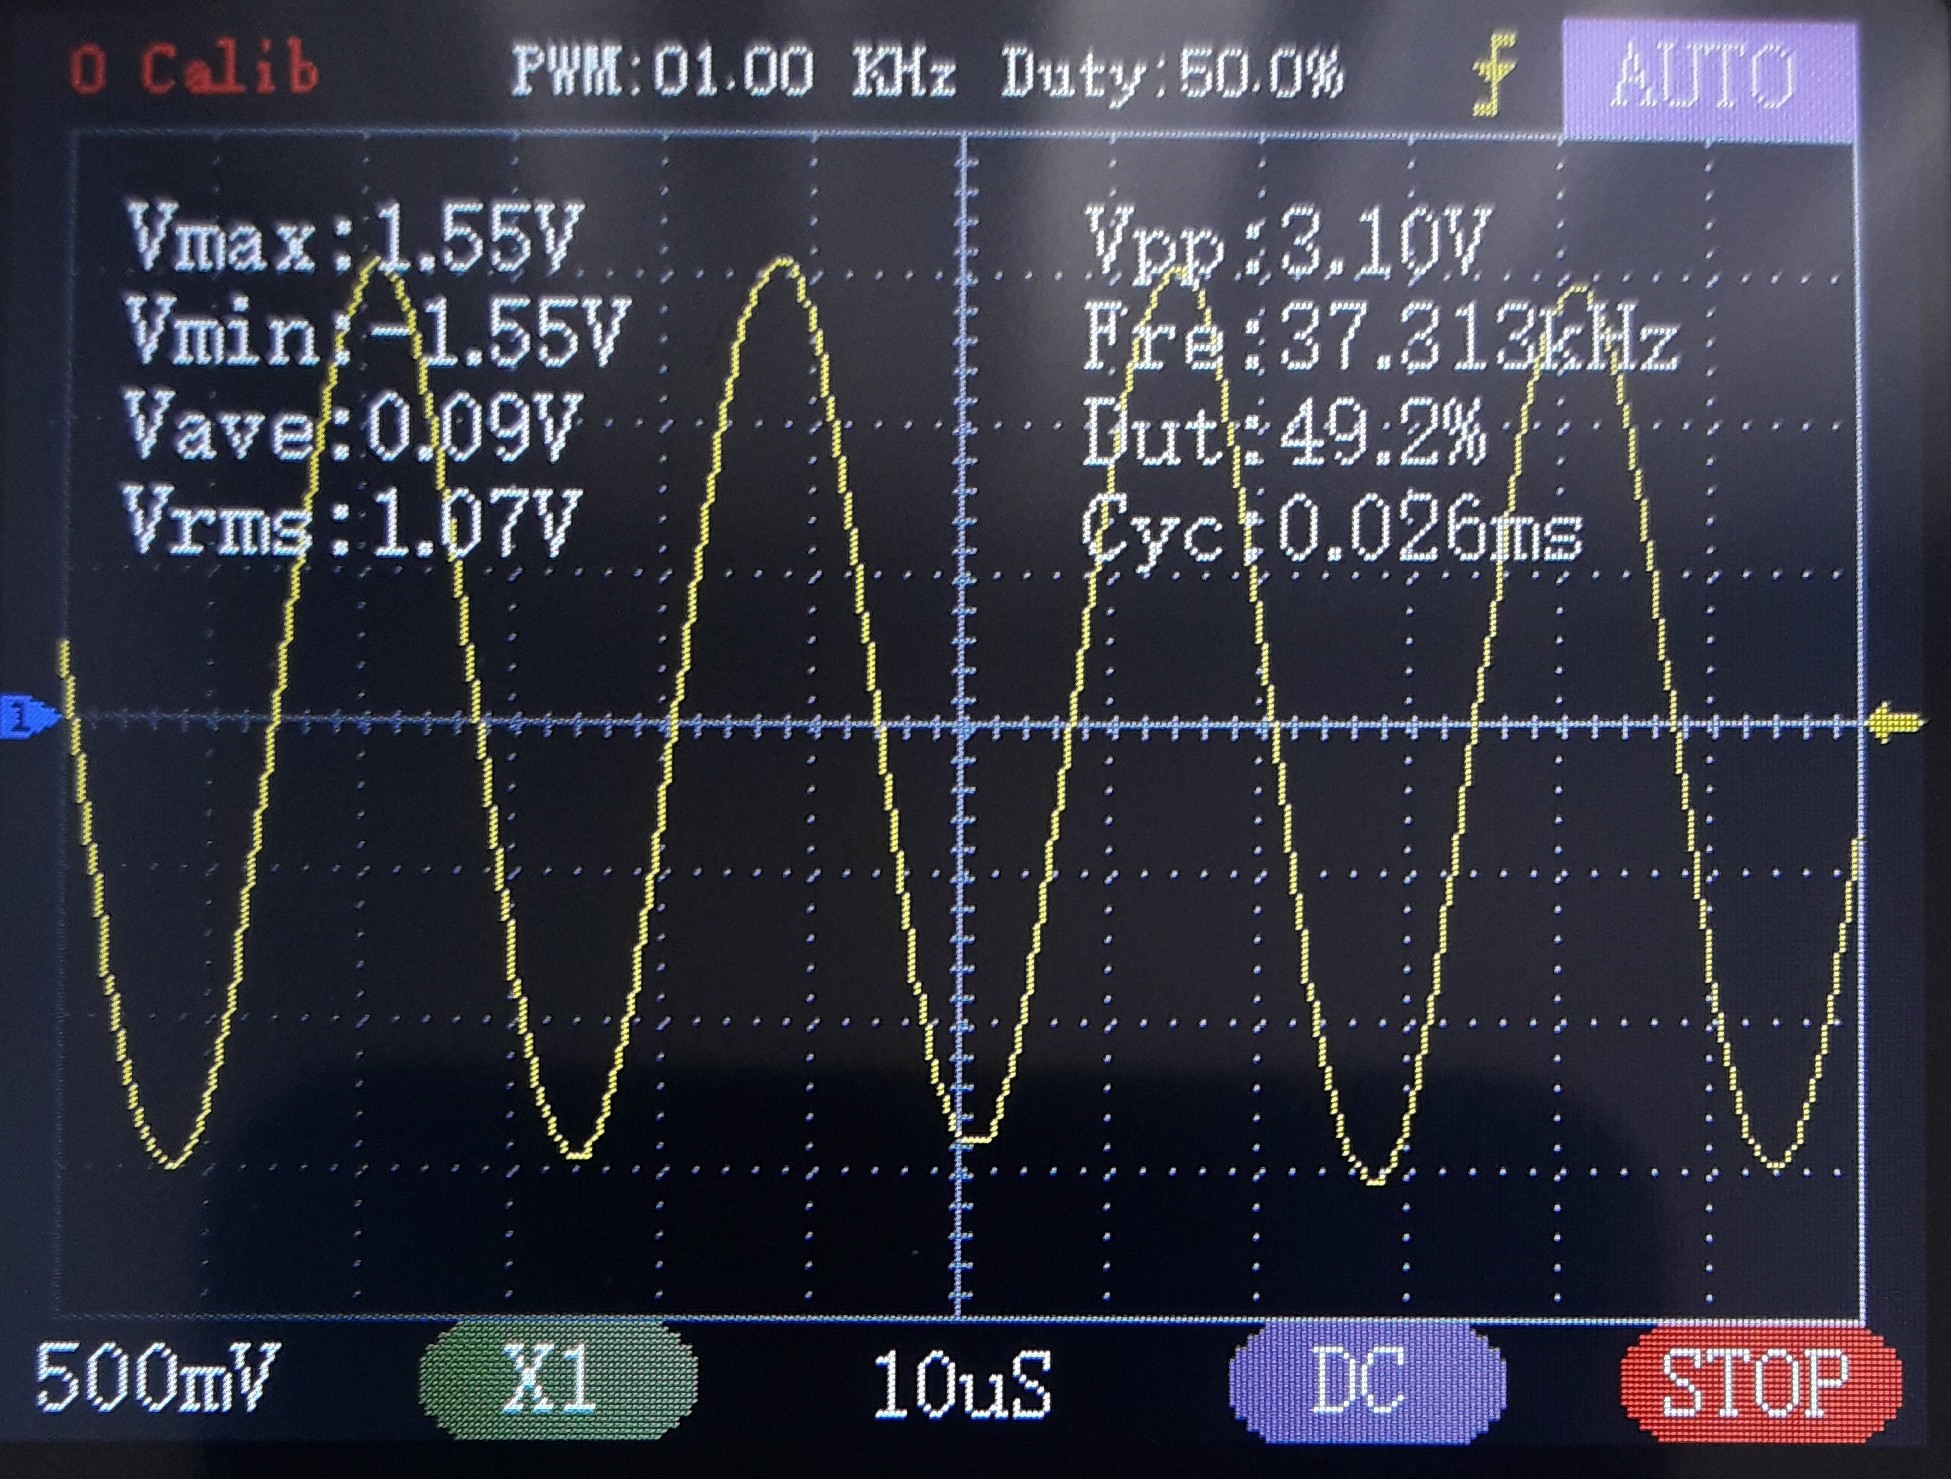 O Calib PWM:01.00 KHz Duty:50.0% AUTO
Vmax:1.55V Vpp:3.10V
Vmin:-1.55V Fre:37.313kHz
Vave:0.09V Dut:49.2%
Vrms:1.07V Cyc:0.026ms
1
500mV X1 10uS DC STOP